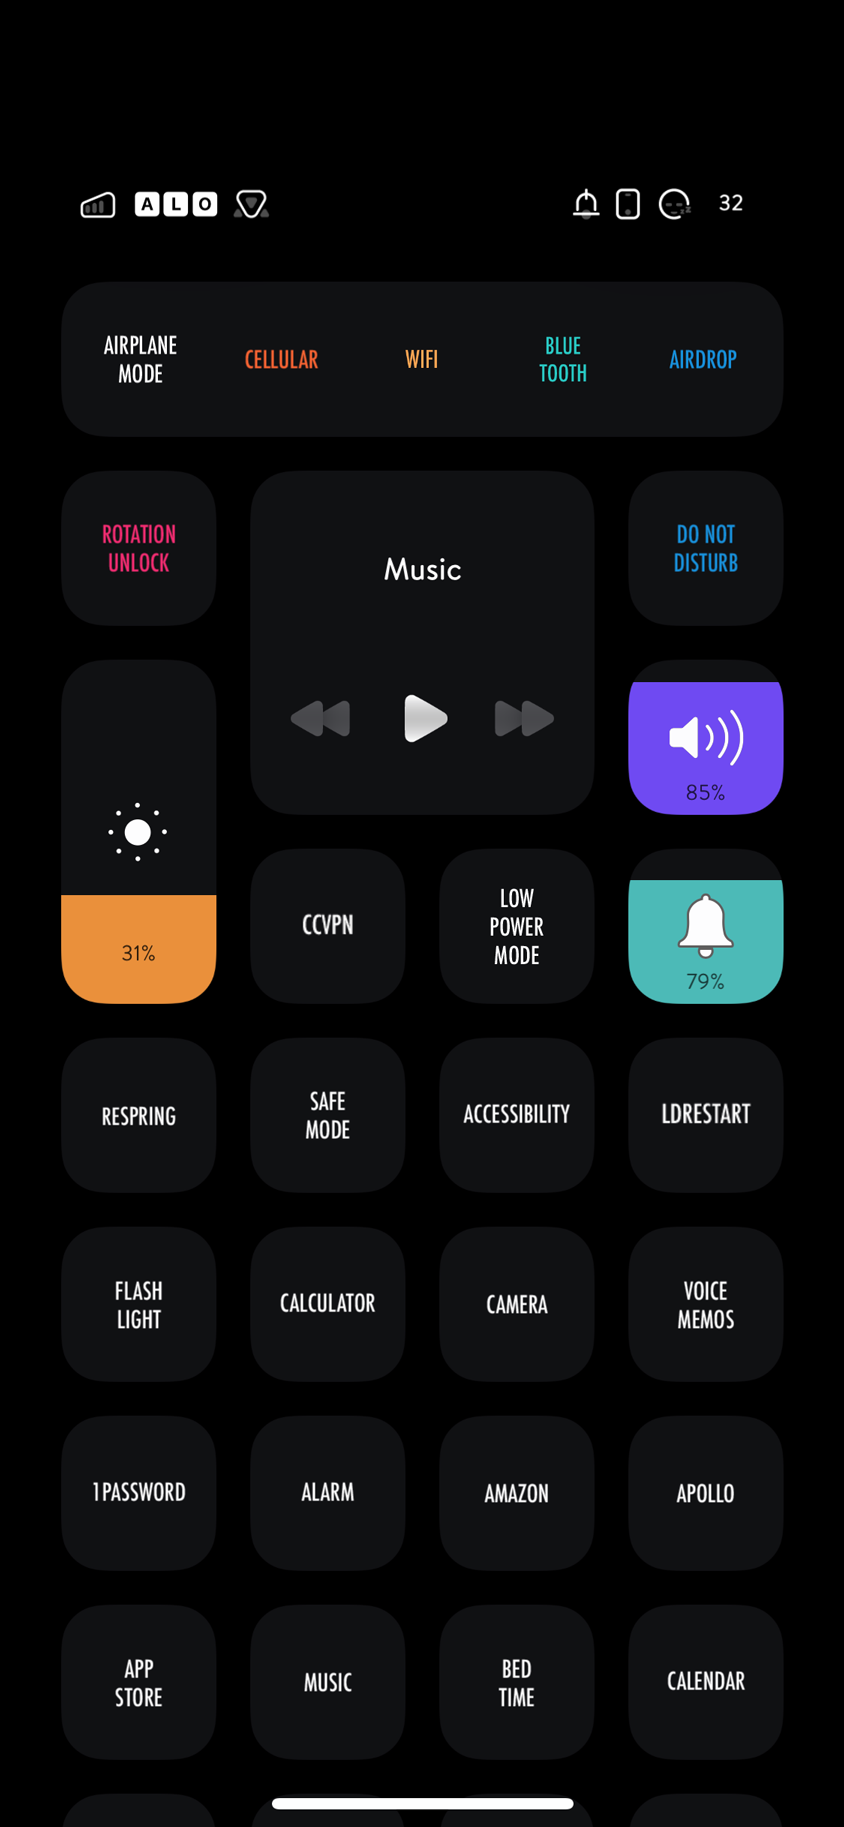 ALO 32
AIRPLANE
MODE
CELLULAR
WIFI
BLUE
TOOTH
AIRDROP
ROTATION
UNLOCK
Music
DO NOT
DISTURB
85%
31%
CCVPN
LOW
POWER
MODE
79%
RESPRING
SAFE
MODE
ACCESSIBILITY
LDRESTART
FLASH
LIGHT
CALCULATOR
CAMERA
VOICE
MEMOS
1PASSWORD
ALARM
AMAZON
APOLLO
APP
STORE
MUSIC
BED
TIME
CALENDAR